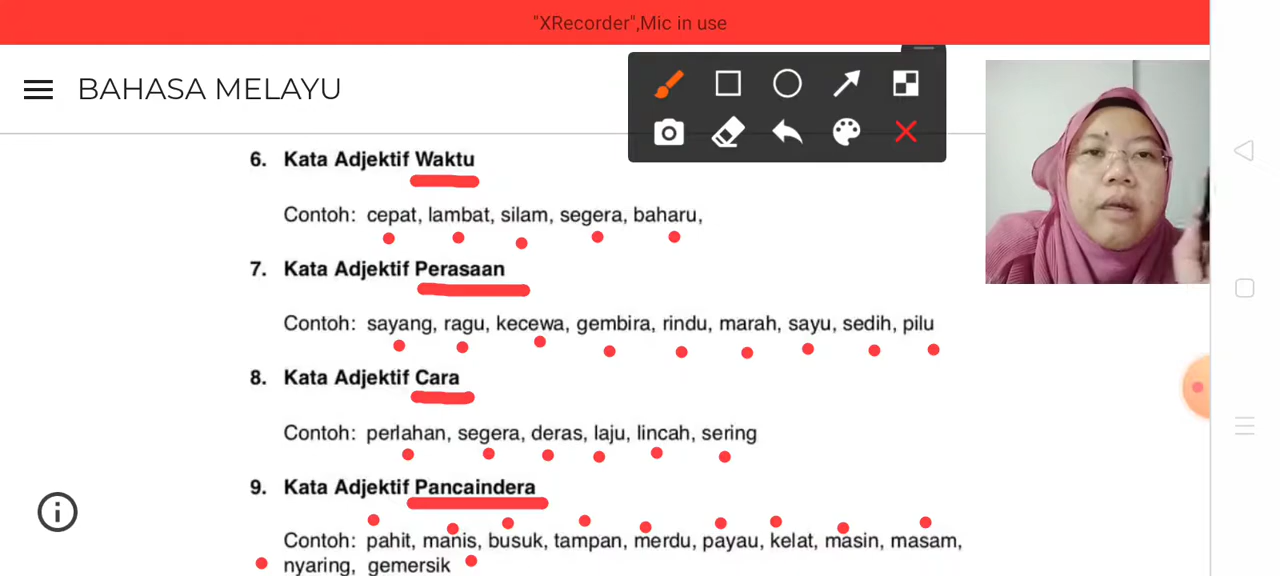 "XRecorder",Mic in use
BAHASA MELAYU
6. Kata Adjektif Waktu
Contoh: cepat, lambat, silam, segera, baharu,
7. Kata Adjektif Perasaan
Contoh: sayang, ragu, kecewa, gembira, rindu, marah, sayu, sedih, pilu
8. Kata Adjektif Cara
Contoh: perlahan, segera, deras, laju, lincah, sering
9. Kata Adjektif Pancaindera
Contoh: pahit, manis, busuk, tampan, merdu, payau, kelat, masin, masam,
nyaring, gemersik